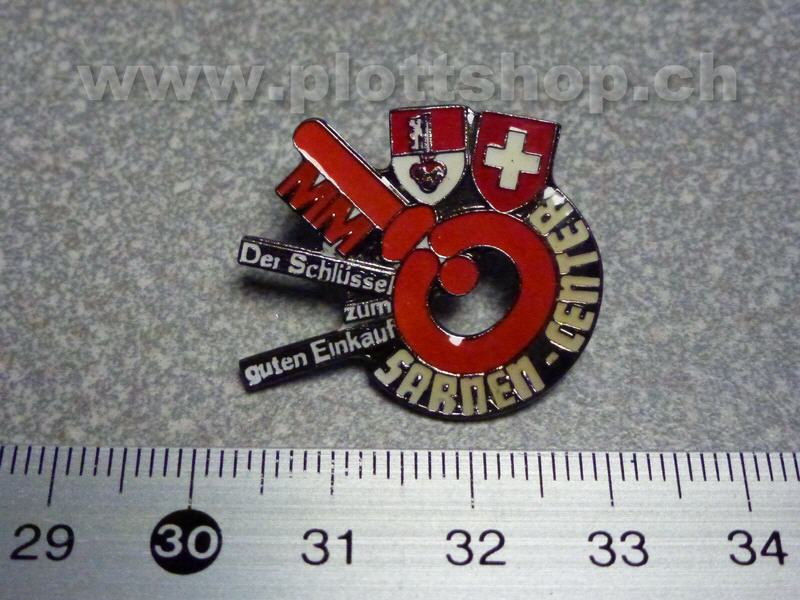 www.plottshop.ch
MM
Der Schlüssel
zum
guten Einkauf
SARNEN-CENTER
29 30 31 32 33 34